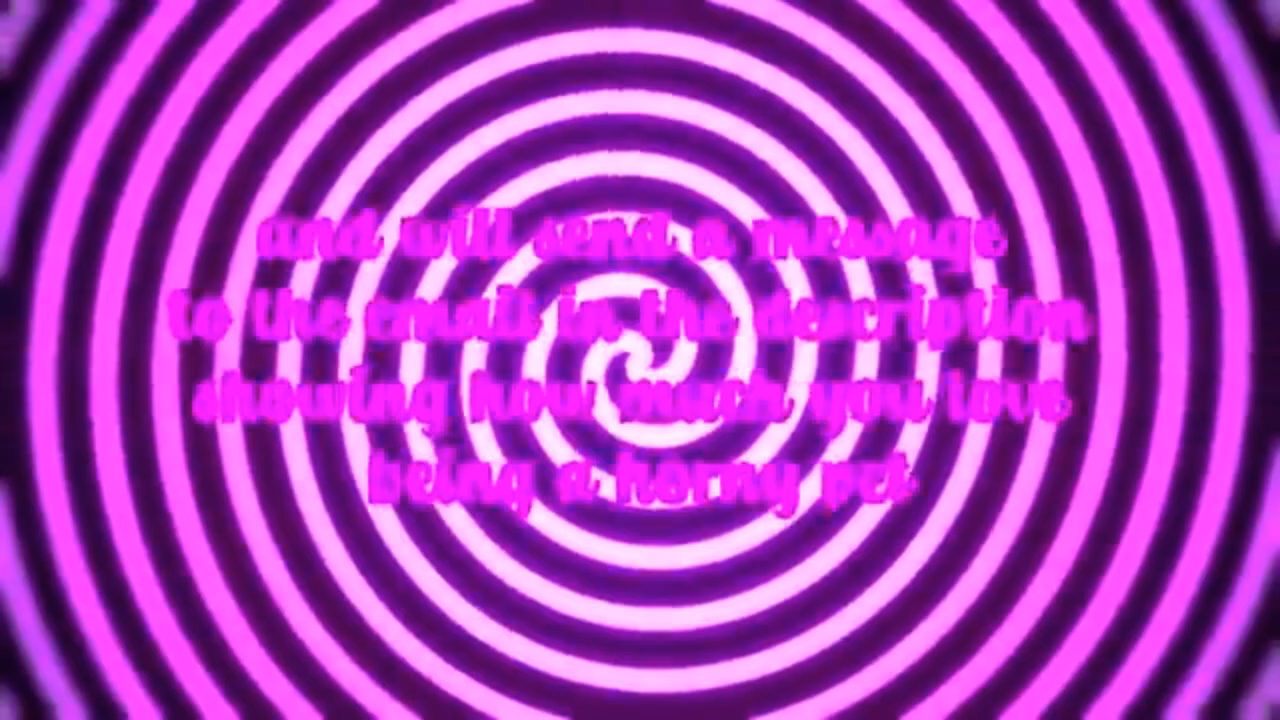 and will send a message
to the email in the description
showing how much you love
being a horny pet